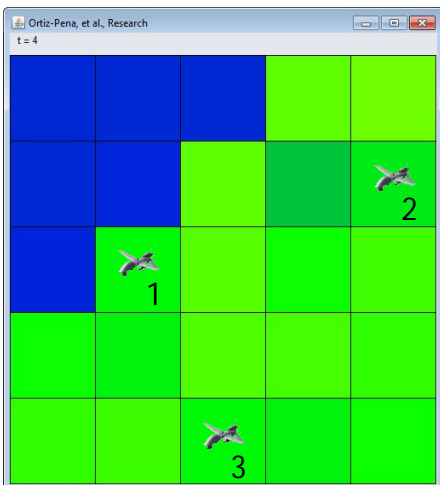 Ortiz-Pena, et al., Research
t = 4
2
1
3